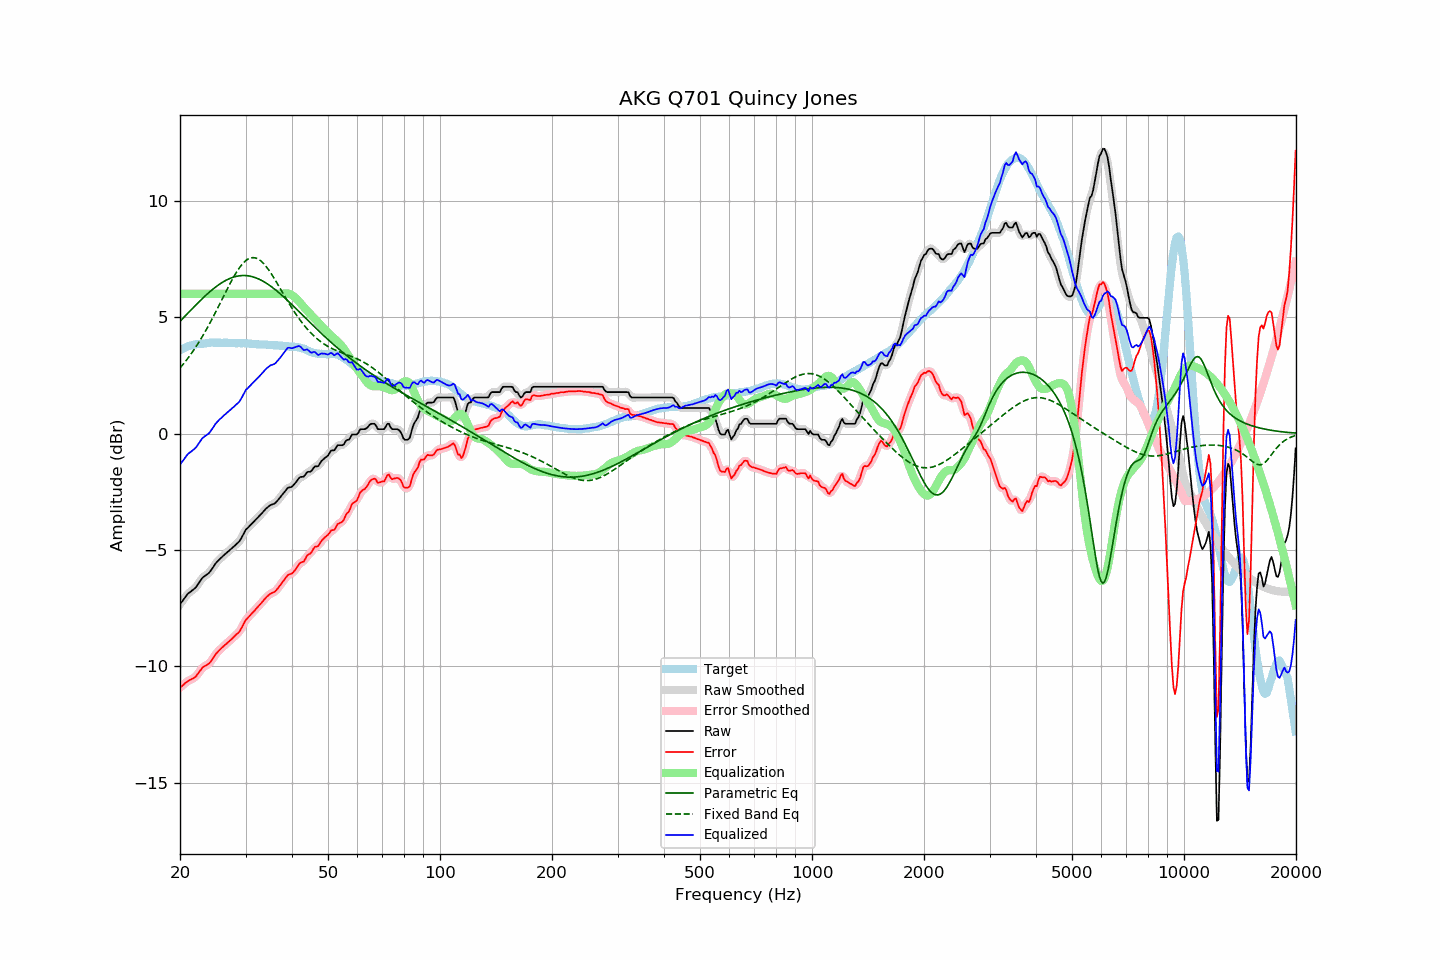 AKG Q701 Quincy Jones
Amplitude (dBr)
10
5
0
−5
−10
−15
Target
Raw Smoothed
Error Smoothed
Raw
Error
Equalization
Parametric Eq
Fixed Band Eq
Equalized
20
50
100
200
500
1000
2000
5000
10000
20000
Frequency (Hz)